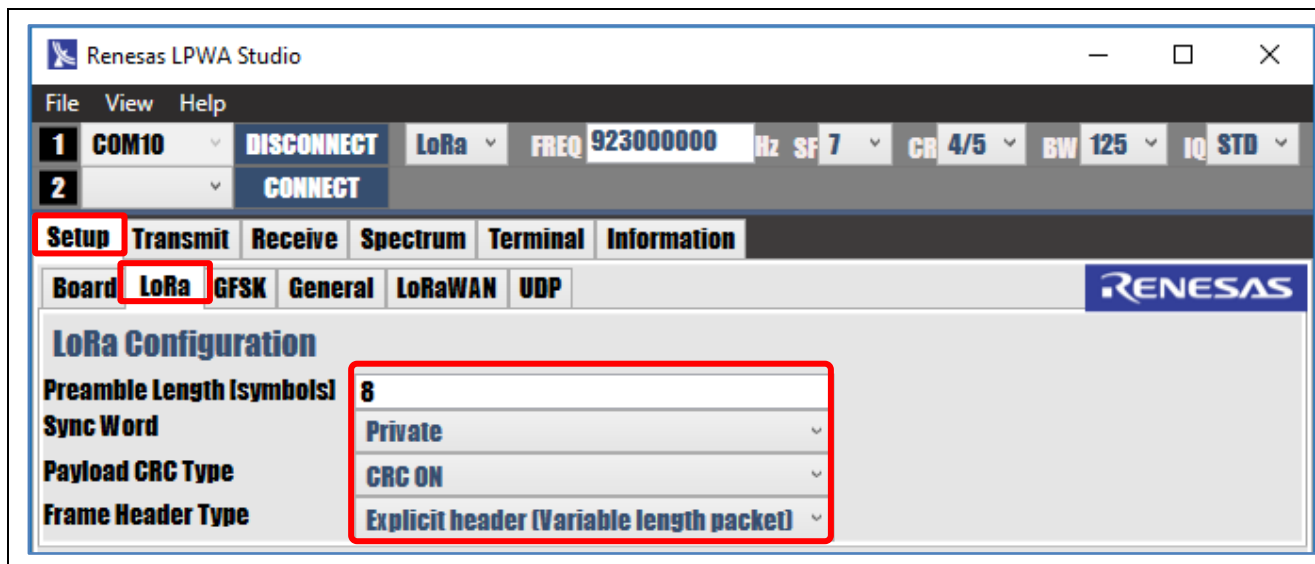 Renesas LPWA Studio
File View Help
1 COM10 DISCONNECT LoRa FREQ 923000000 Hz SF 7 CR 4/5 BW 125 IQ STD
2 CONNECT
Setup Transmit Receive Spectrum Terminal Information
Board LoRa GFSK General LoRaWAN UDP RENESAS
LoRa Configuration
Preamble Length [symbols] 8
Sync Word Private
Payload CRC Type CRC ON
Frame Header Type Explicit header (Variable length packet)